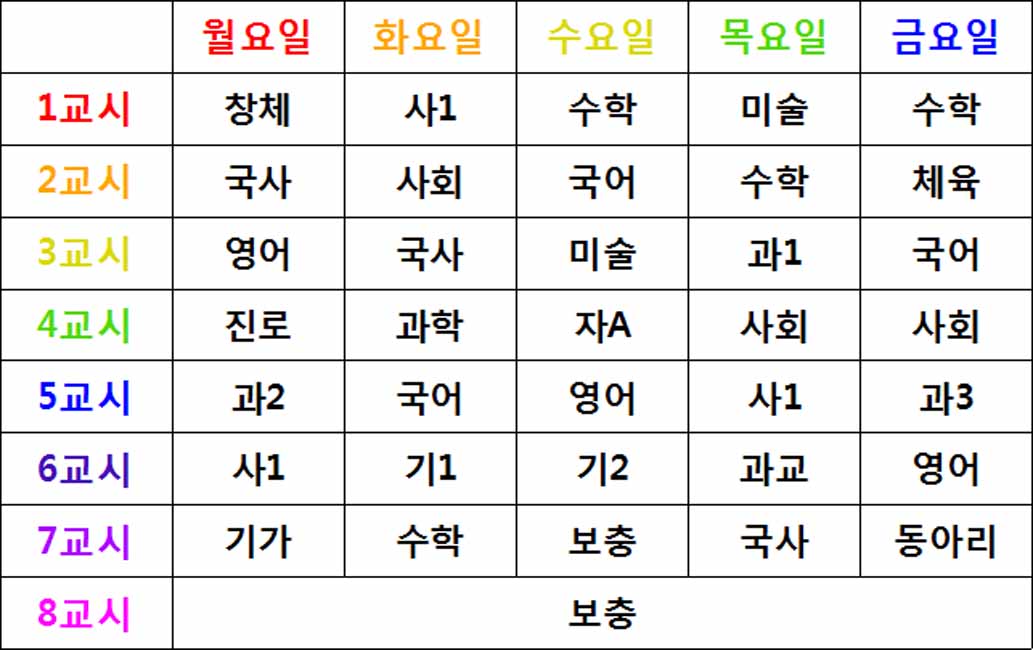 월요일 화요일 수요일 목요일 금요일
1교시 창체 사1 수학 미술 수학
2교시 국사 사회 국어 수학 체육
3교시 영어 국사 미술 과1 국어
4교시 진로 과학 자A 사회 사회
5교시 과2 국어 영어 사1 과3
6교시 사1 기1 기2 과교 영어
7교시 기가 수학 보충 국사 동아리
8교시 보충